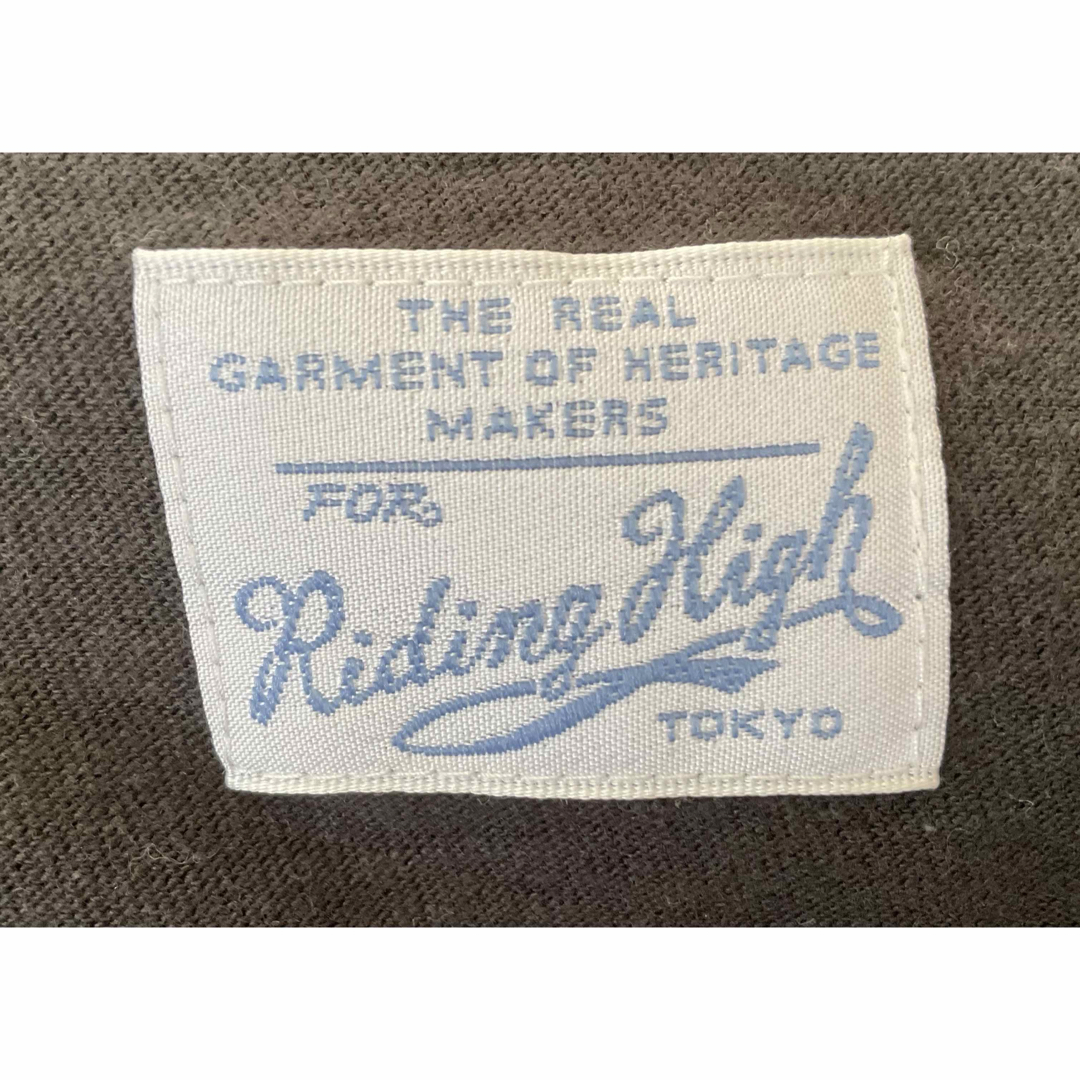 THE REAL
GARMENT OF HERITAGE
MAKERS
FOR.
Riding High
TOKYO